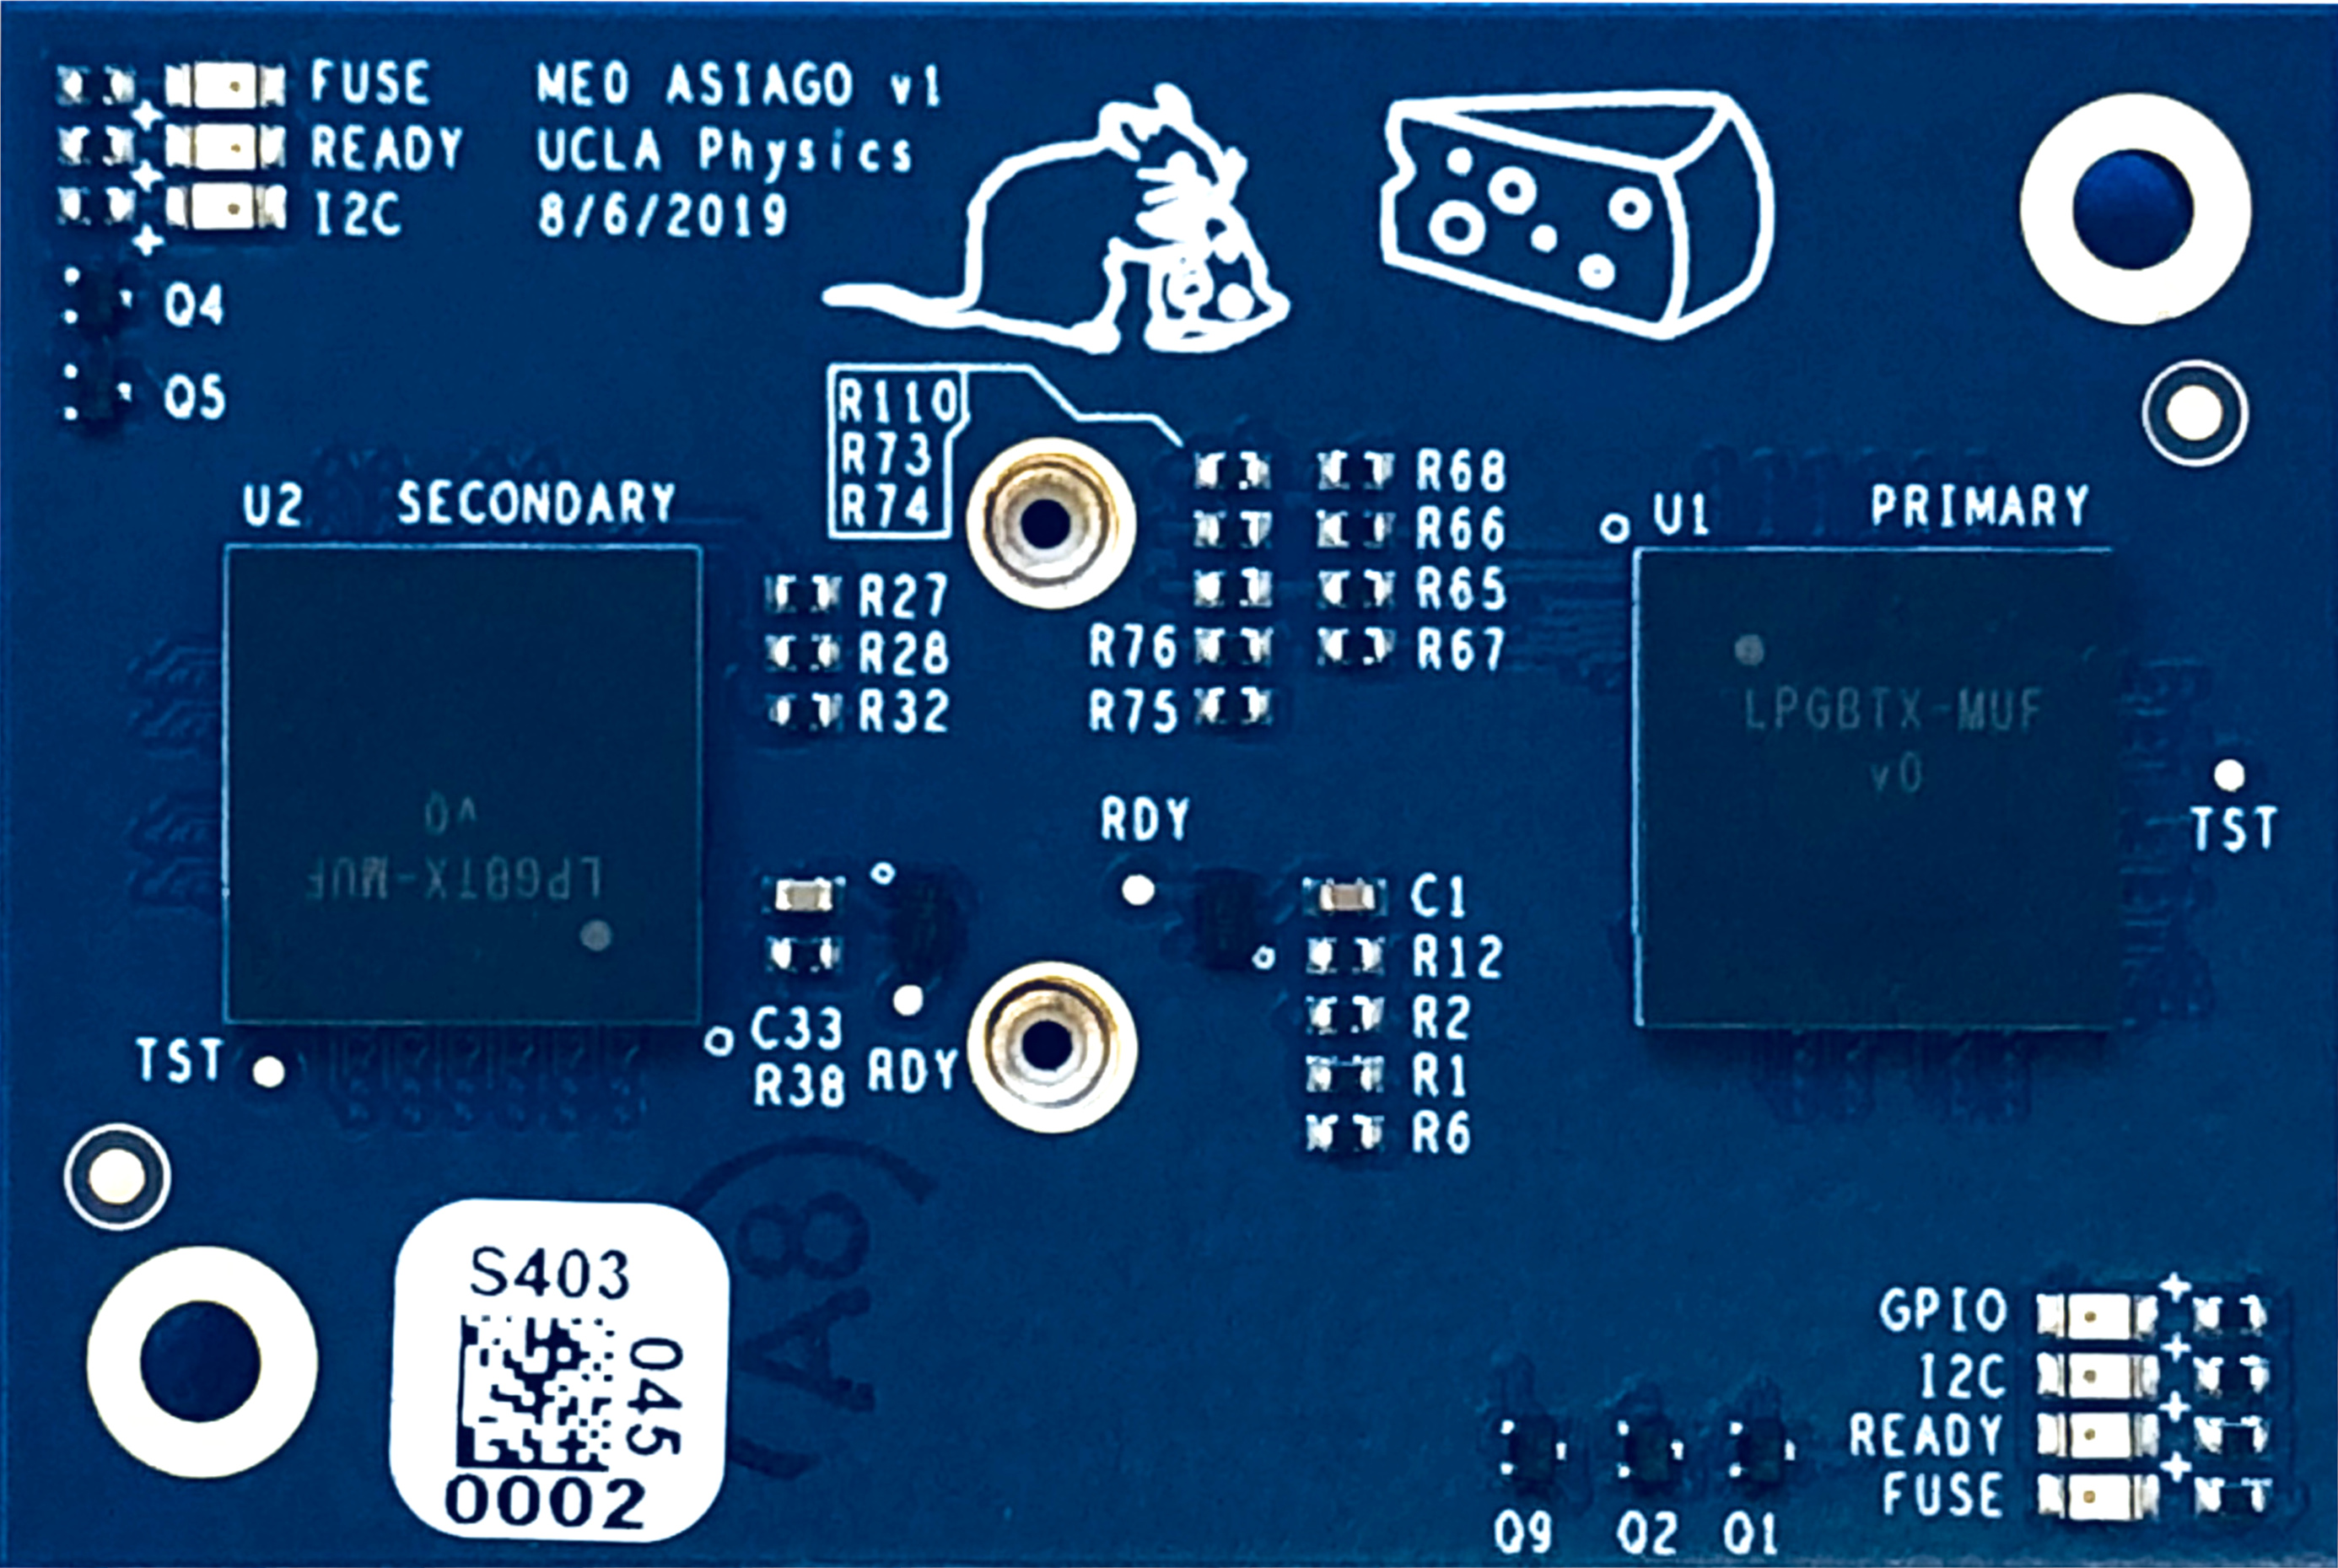 FUSE
READY
I2C
ME0 ASIAGO v1
UCLA Physics
8/6/2019
Q4
Q5
R110
R73
R74
U2 SECONDARY
R68
R66
R65
R67
R76
R75
R27
R28
R32
U1 PRIMARY
LPGBTX-MUF
v0
LPGBTX-MUF
v0
TST
RDY
C1
R12
R2
R1
R6
C33
R38
RDY
TST
(A8)
S403
045
0002
GPIO
I2C
READY
FUSE
Q9 Q2 Q1